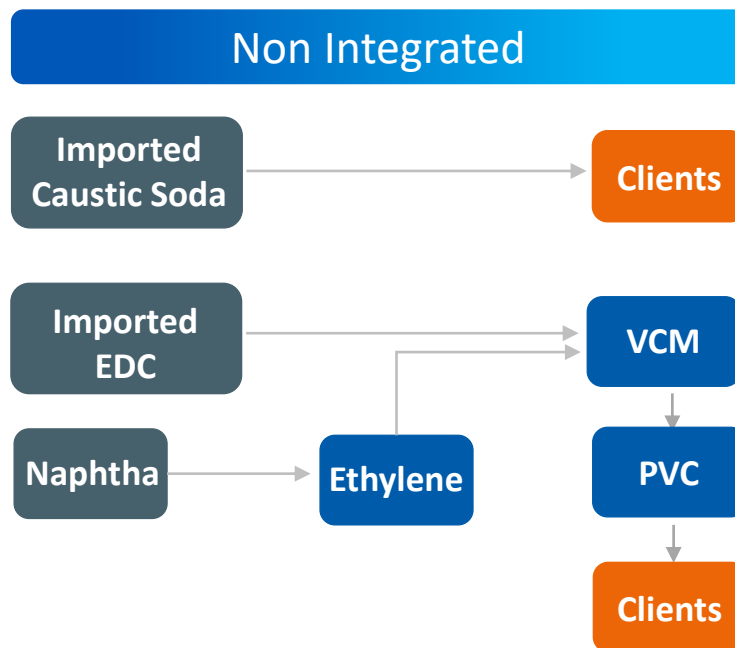 Non Integrated
Imported
Caustic Soda
Clients
Imported
EDC
VCM
Naphtha
Ethylene
PVC
Clients